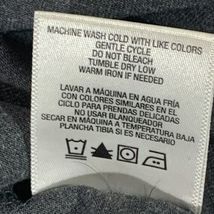 MACHINE WASH COLD WITH LIKE COLORS
GENTLE CYCLE
DO NOT BLEACH
TUMBLE DRY LOW
WARM IRON IF NEEDED
LAVAR A MÁQUINA EN AGUA FRÍA
CON COLORES SIMILARES EN EL
CICLO PARA PRENDAS DELICADAS
NO USAR BLANQUEADOR
SECAR EN MÁQUINA A TEMPERATURA BAJA
PLANCHA TIBIA SI ES NECESARIO